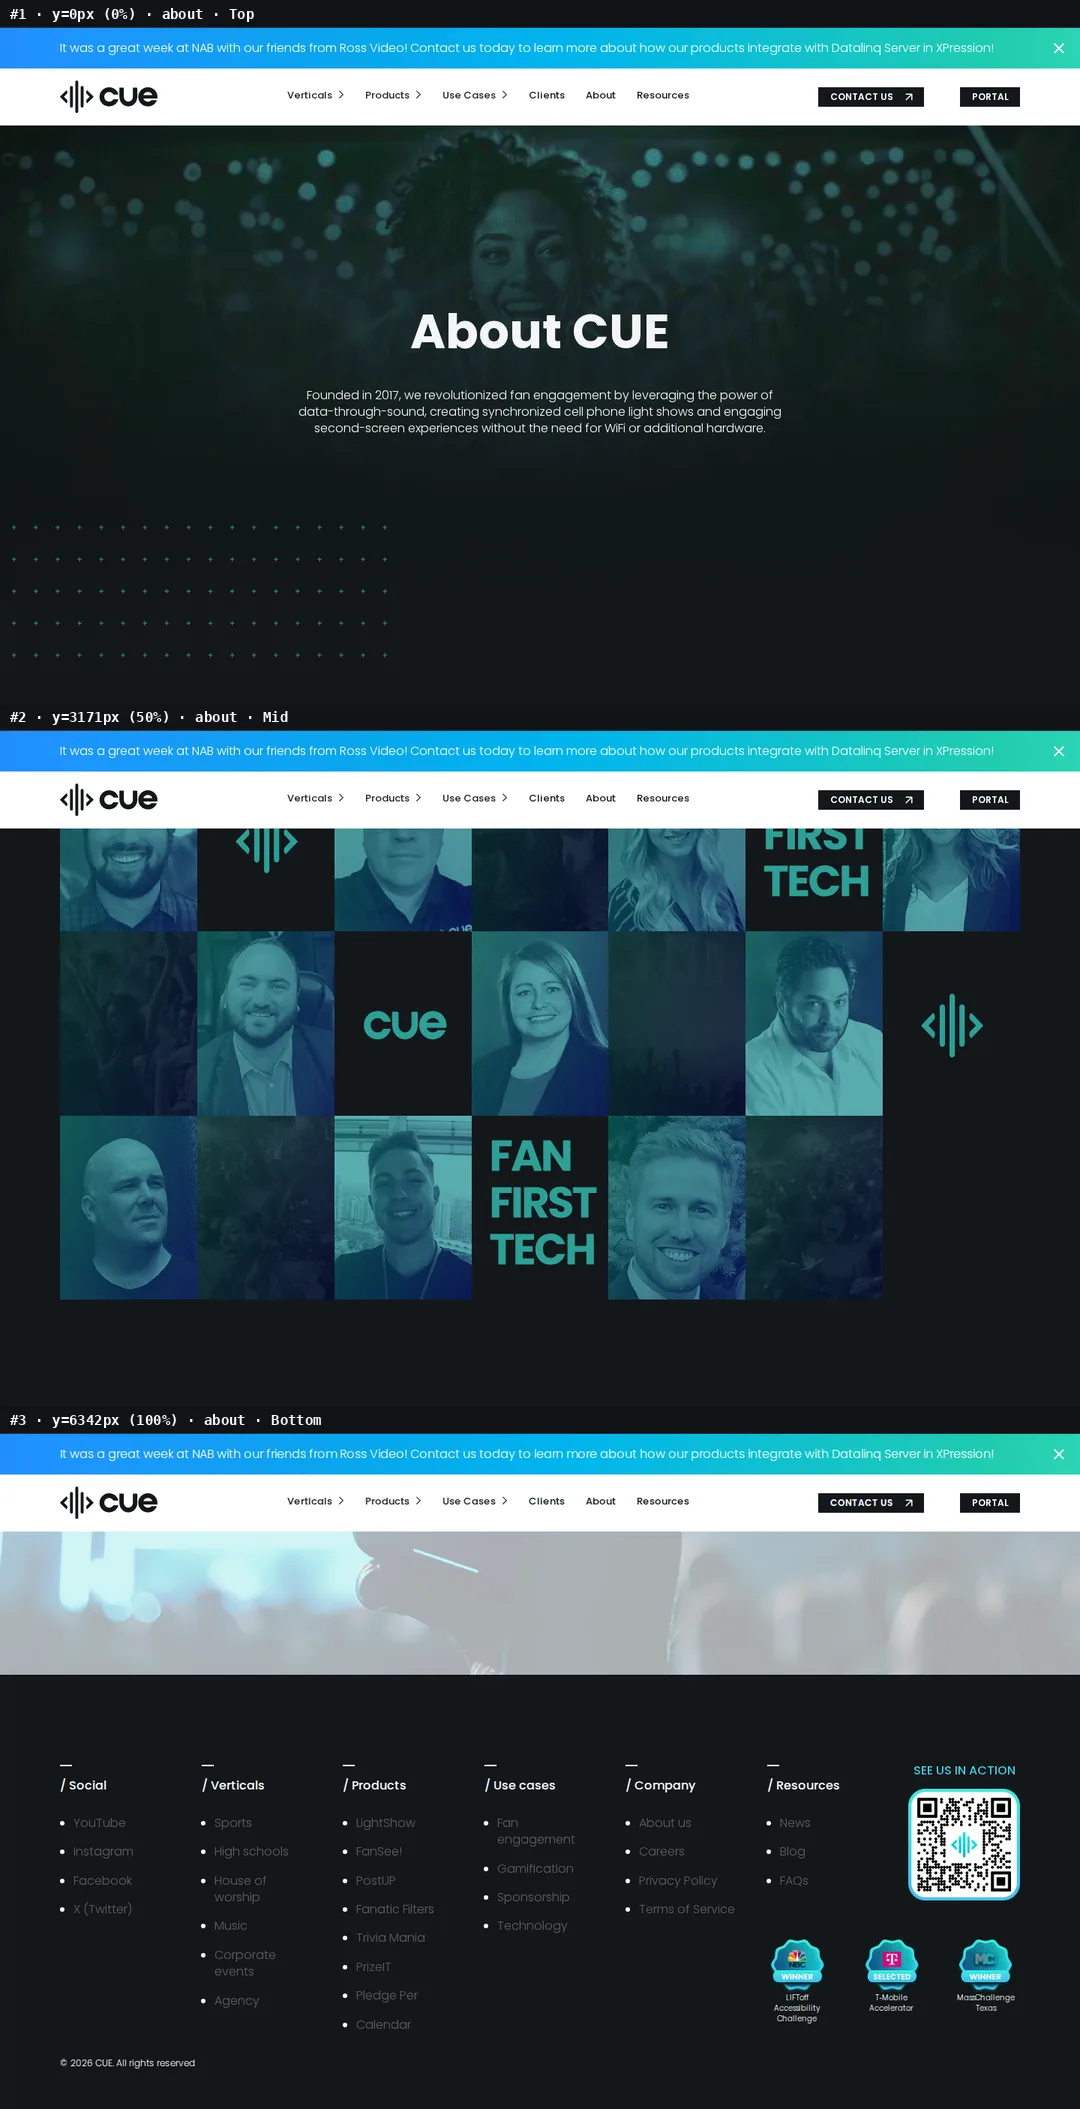 #1 · y=0px (0%) · about · Top
It was a great week at NAB with our friends from Ross Video! Contact us today to learn more about how our products integrate with Datalinq Server in XPression!
cue
Verticals
Products
Use Cases
Clients
About
Resources
CONTACT US
PORTAL
About CUE
Founded in 2017, we revolutionized fan engagement by leveraging the power of
data-through-sound, creating synchronized cell phone light shows and engaging
second-screen experiences without the need for WiFi or additional hardware.
#2 · y=3171px (50%) · about · Mid
It was a great week at NAB with our friends from Ross Video! Contact us today to learn more about how our products integrate with Datalinq Server in XPression!
cue
Verticals
Products
Use Cases
Clients
About
Resources
CONTACT US
PORTAL
FIRST
TECH
cue
FAN
FIRST
TECH
#3 · y=6342px (100%) · about · Bottom
It was a great week at NAB with our friends from Ross Video! Contact us today to learn more about how our products integrate with Datalinq Server in XPression!
cue
Verticals
Products
Use Cases
Clients
About
Resources
CONTACT US
PORTAL
/ Social
YouTube
Instagram
Facebook
X (Twitter)
/ Verticals
Sports
High schools
House of
worship
Music
Corporate
events
Agency
/ Products
LightShow
FanSee!
PostUP
Fanatic Filters
Trivia Mania
PrizeIT
Pledge Per
Calendar
/ Use cases
Fan
engagement
Gamification
Sponsorship
Technology
/ Company
About us
Careers
Privacy Policy
Terms of Service
/ Resources
News
Blog
FAQs
SEE US IN ACTION
NBC
WINNER
LIFToff
Accessibility
Challenge
T
SELECTED
T-Mobile
Accelerator
MC
WINNER
MassChallenge
Texas
© 2026 CUE. All rights reserved